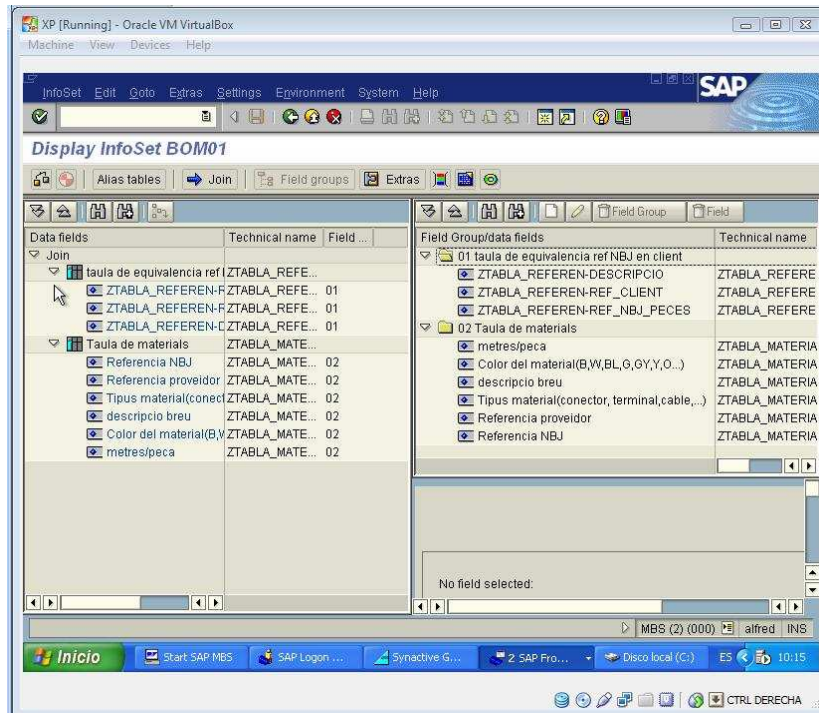 XP [Running] - Oracle VM VirtualBox
Machine View Devices Help
InfoSet Edit Goto Extras Settings Environment System Help
SAP
Display InfoSet BOM01
Alias tables Join Field groups Extras
Field Group Field
Data fields Technical name Field ...
Field Group/data fields Technical name
Join
taula de equivalencia ref ZTABLA_REFE...
ZTABLA_REFEREN-F ZTABLA_REFE... 01
ZTABLA_REFEREN-F ZTABLA_REFE... 01
ZTABLA_REFEREN-D ZTABLA_REFE... 01
Taula de materials ZTABLA_MATE...
Referencia NBJ ZTABLA_MATE... 02
Referencia proveidor ZTABLA_MATE... 02
Tipus material(conect ZTABLA_MATE... 02
descripcio breu ZTABLA_MATE... 02
Color del material(B,W ZTABLA_MATE... 02
metres/peca ZTABLA_MATE... 02
01 taula de equivalencia ref NBJ en client
ZTABLA_REFEREN-DESCRIPCIO ZTABLA_REFERE
ZTABLA_REFEREN-REF_CLIENT ZTABLA_REFERE
ZTABLA_REFEREN-REF_NBJ_PECES ZTABLA_REFERE
02 Taula de materials
metres/peca ZTABLA_MATERIA
Color del material(B,W,BL,G,GY,Y,O...) ZTABLA_MATERIA
descripcio breu ZTABLA_MATERIA
Tipus material(conector, terminal,cable,...) ZTABLA_MATERIA
Referencia proveidor ZTABLA_MATERIA
Referencia NBJ ZTABLA_MATERIA
No field selected:
MBS (2) (000) alfred INS
Inicio Start SAP MBS SAP Logon ... Synactive G... 2 SAP Fro... Disco local (C:) ES 10:15
CTRL DERECHA